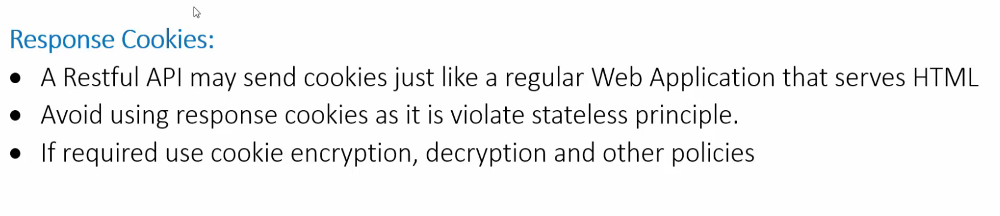 Response Cookies:
• A Restful API may send cookies just like a regular Web Application that serves HTML
• Avoid using response cookies as it is violate stateless principle.
• If required use cookie encryption, decryption and other policies